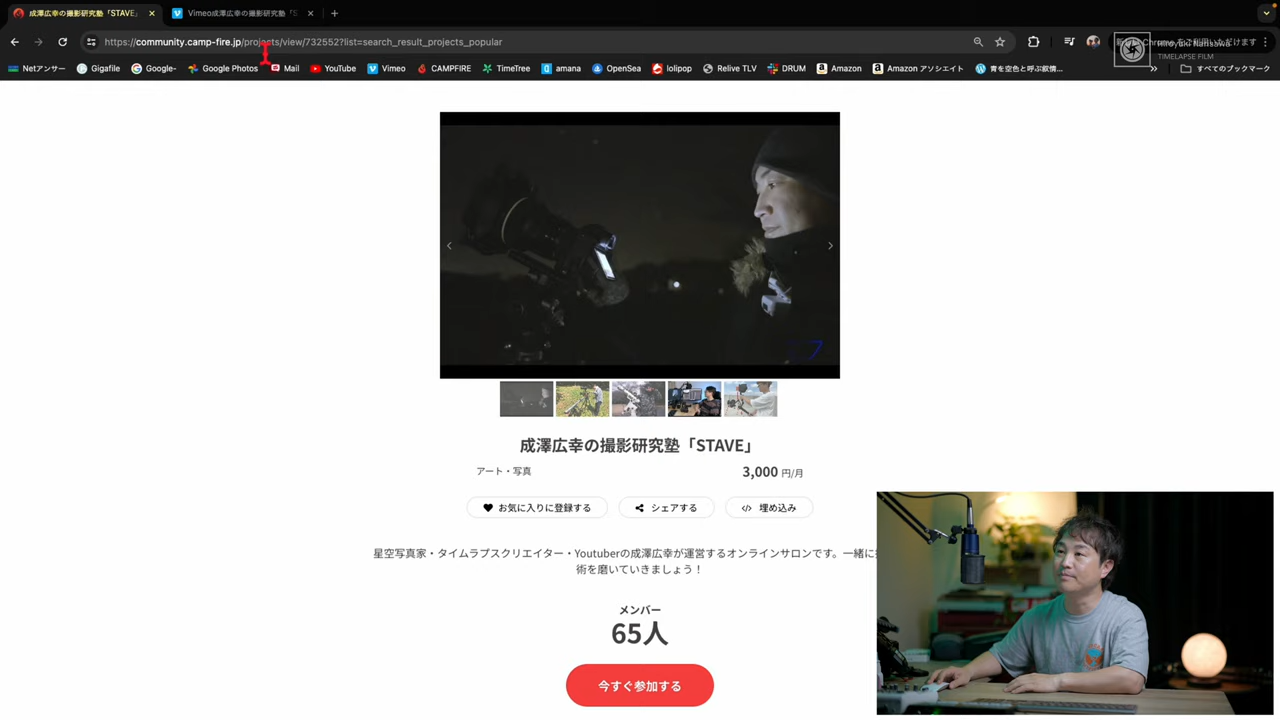 成澤広幸の撮影研究塾「STAVE」
Vimeo成澤広幸の撮影研究塾「S
https://community.camp-fire.jp/projects/view/732552?list=search_result_projects_popular
Hiroyuki Narisawa
TIMELAPSE FILM
Netアンサー Gigafile Google- Google Photos Mail YouTube Vimeo CAMPFIRE TimeTree amana OpenSea lolipop Relive TLV DRUM Amazon Amazon アソシエイト 青を空色と呼ぶ叙情... » すべてのブックマーク
成澤広幸の撮影研究塾「STAVE」
アート・写真 3,000 円/月
お気に入りに登録する シェアする 埋め込み
星空写真家・タイムラプスクリエイター・Youtuberの成澤広幸が運営するオンラインサロンです。一緒に
術を磨いていきましょう！
メンバー
65人
今すぐ参加する